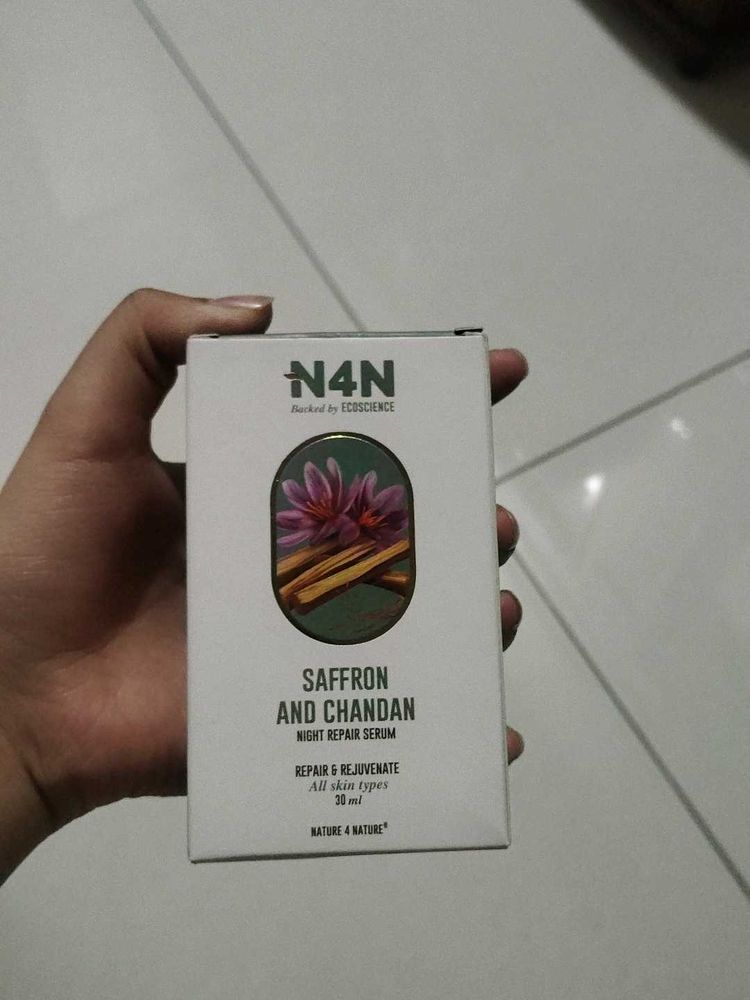 N4N
Backed by ECOSCIENCE
SAFFRON
AND CHANDAN
NIGHT REPAIR SERUM
REPAIR & REJUVENATE
All skin types
30 ml
NATURE 4 NATURE®